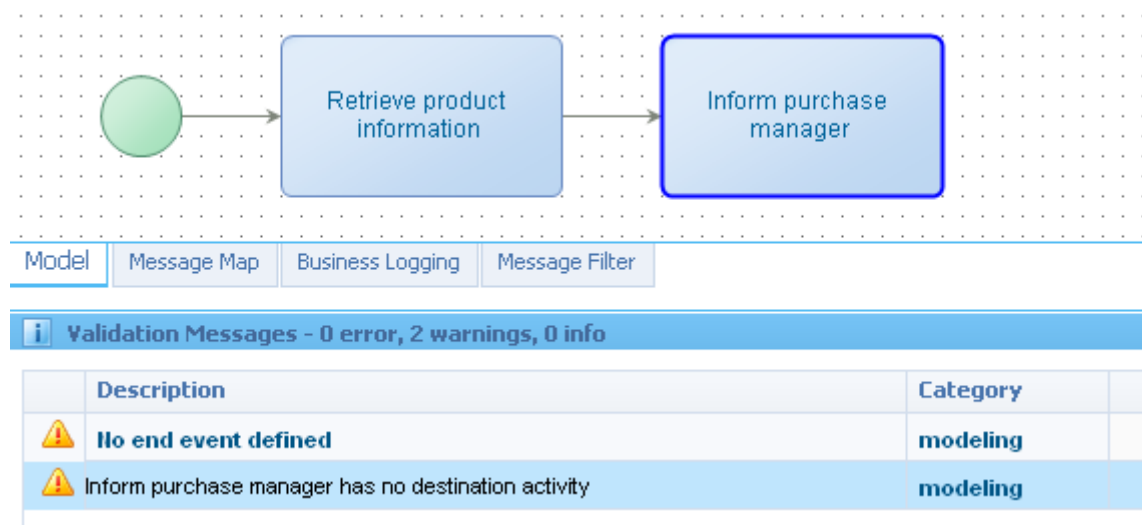 Retrieve product
information
Inform purchase
manager
Model Message Map Business Logging Message Filter
i Validation Messages - 0 error, 2 warnings, 0 info
Description Category
No end event defined modeling
Inform purchase manager has no destination activity modeling